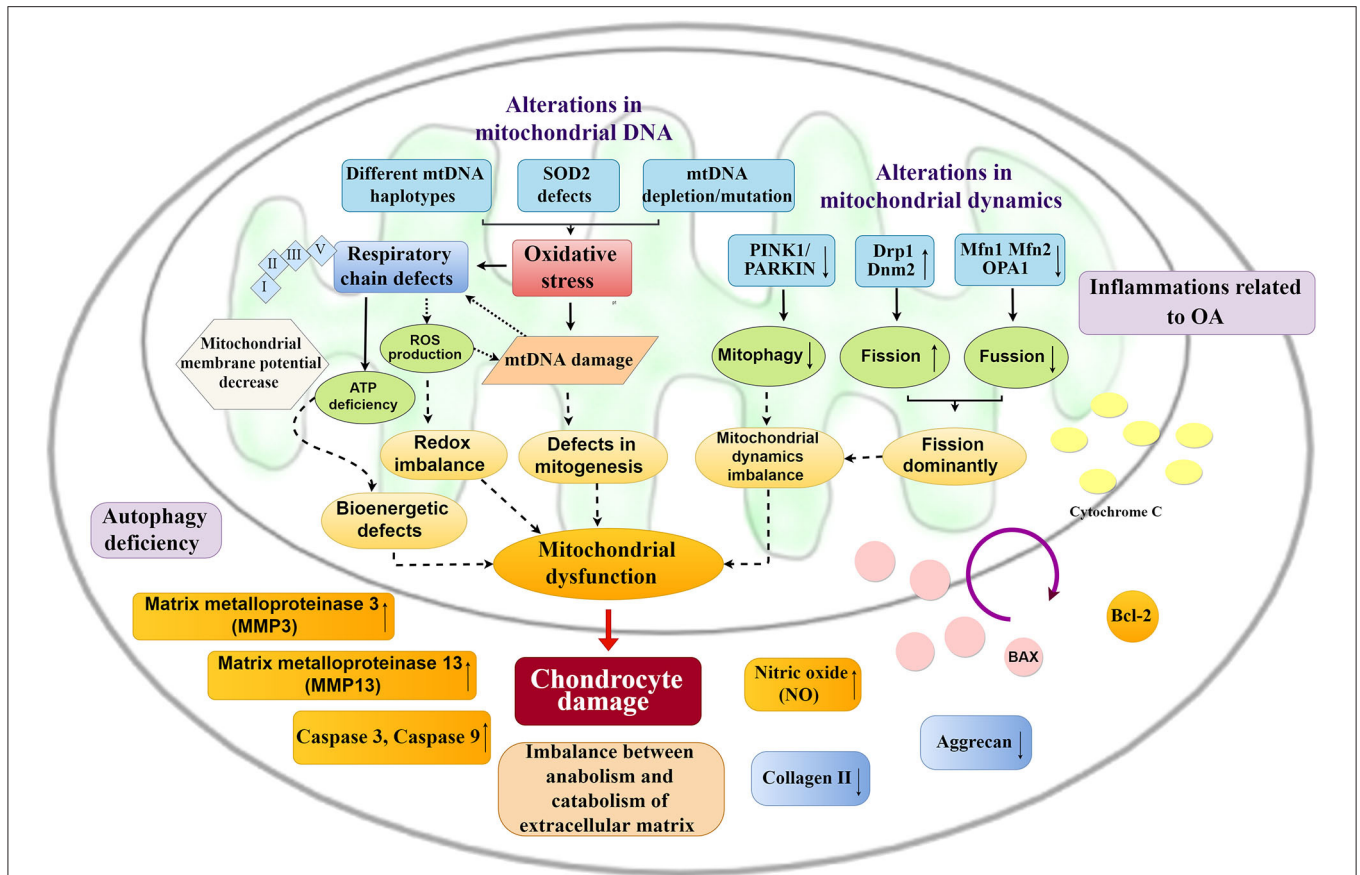 Alterations in
mitochondrial DNA
Different mtDNA
haplotypes
SOD2
defects
mtDNA
depletion/mutation
Alterations in
mitochondrial dynamics
I
II
III
V
Respiratory
chain defects
Oxidative
stress
PINK1/
PARKIN ↓
Drp1
Dnm2 ↑
Mfn1 Mfn2
OPA1 ↓
Inflammations related
to OA
Mitochondrial
membrane potential
decrease
ROS
production
mtDNA damage
Mitophagy ↓
Fission ↑
Fussion ↓
ATP
deficiency
Redox
imbalance
Defects in
mitogenesis
Mitochondrial
dynamics
imbalance
Fission
dominantly
Cytochrome C
Bioenergetic
defects
Autophagy
deficiency
Mitochondrial
dysfunction
Matrix metalloproteinase 3 ↑
(MMP3)
Matrix metalloproteinase 13 ↑
(MMP13)
Caspase 3, Caspase 9 ↑
Chondrocyte
damage
Nitric oxide ↑
(NO)
BAX
Bcl-2
Imbalance between
anabolism and
catabolism of
extracellular matrix
Collagen II ↓
Aggrecan ↓